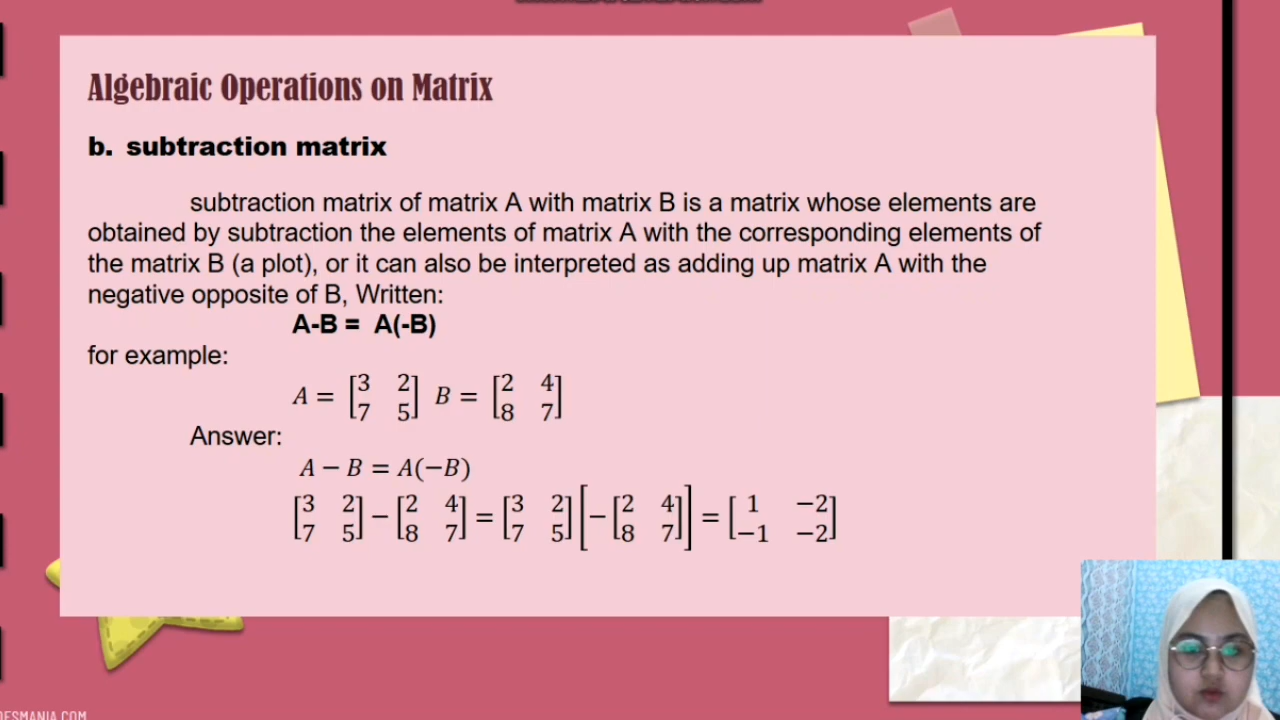 Algebraic Operations on Matrix
b. subtraction matrix
subtraction matrix of matrix A with matrix B is a matrix whose elements are
obtained by subtraction the elements of matrix A with the corresponding elements of
the matrix B (a plot), or it can also be interpreted as adding up matrix A with the
negative opposite of B, Written:
A-B = A(-B)
for example:
A = [3 2 7 5] B = [2 4 8 7]
Answer:
A − B = A(−B)
[3 2 7 5] − [2 4 8 7] = [3 2 7 5] [− [2 4 8 7]] = [1 −2 −1 −2]
DESMANIA.COM